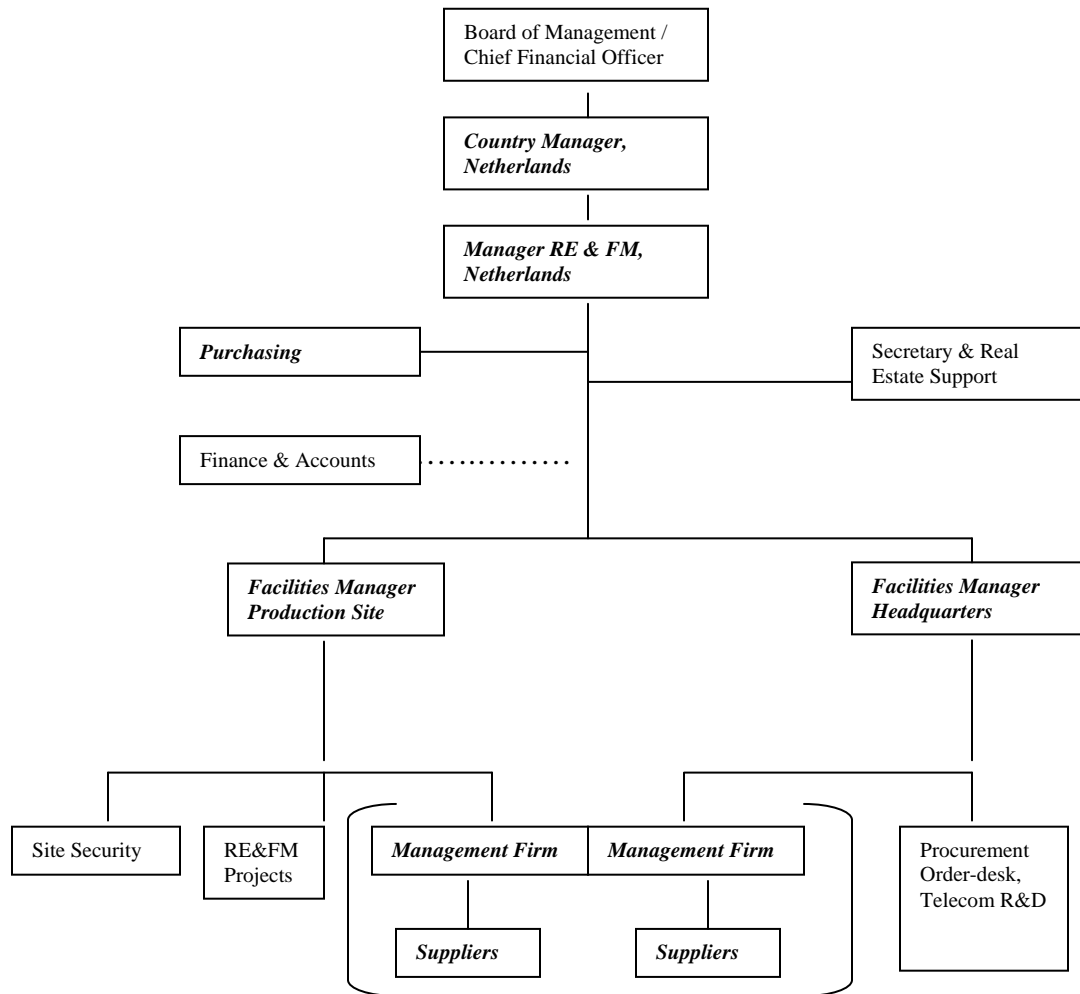 Board of Management /
Chief Financial Officer
Country Manager,
Netherlands
Manager RE & FM,
Netherlands
Purchasing
Secretary & Real
Estate Support
Finance & Accounts
Facilities Manager
Production Site
Facilities Manager
Headquarters
Site Security
RE&FM
Projects
Management Firm
Management Firm
Procurement
Order-desk,
Telecom R&D
Suppliers
Suppliers